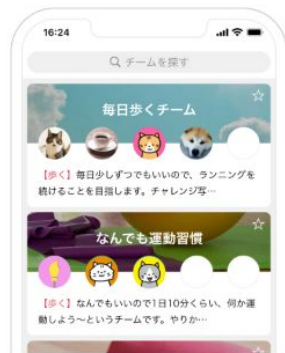 16:24
チームを探す
毎日歩くチーム
【歩く】毎日少しずつでもいいので、ランニングを
続けることを目指します。チャレンジ写…
なんでも運動習慣
【歩く】なんでもいいので1日10分くらい、何か運
動しよう〜というチームです。やりか…